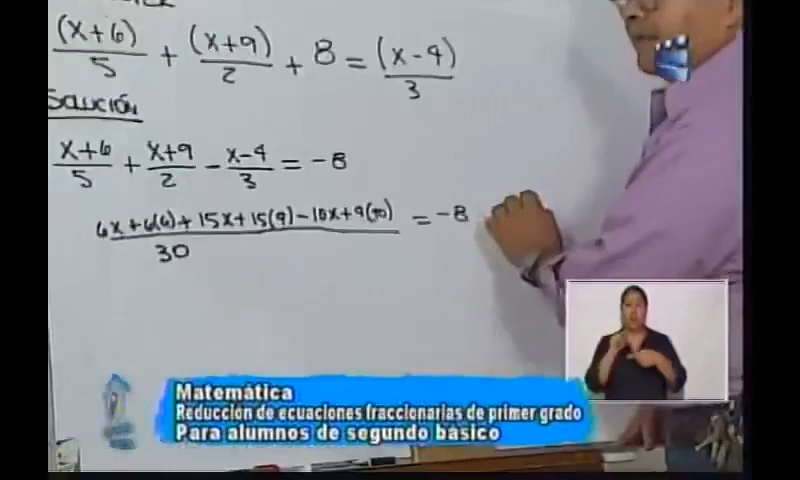 (x+6)/5 + (x+9)/2 + 8 = (x-4)/3
SOLUCIÓN
x+6/5 + x+9/2 - x-4/3 = -8
6x+6(6)+15x+15(9)-10x+4(10)/30 = -8
Matemática
Reducción de ecuaciones fraccionarias de primer grado
Para alumnos de segundo básico